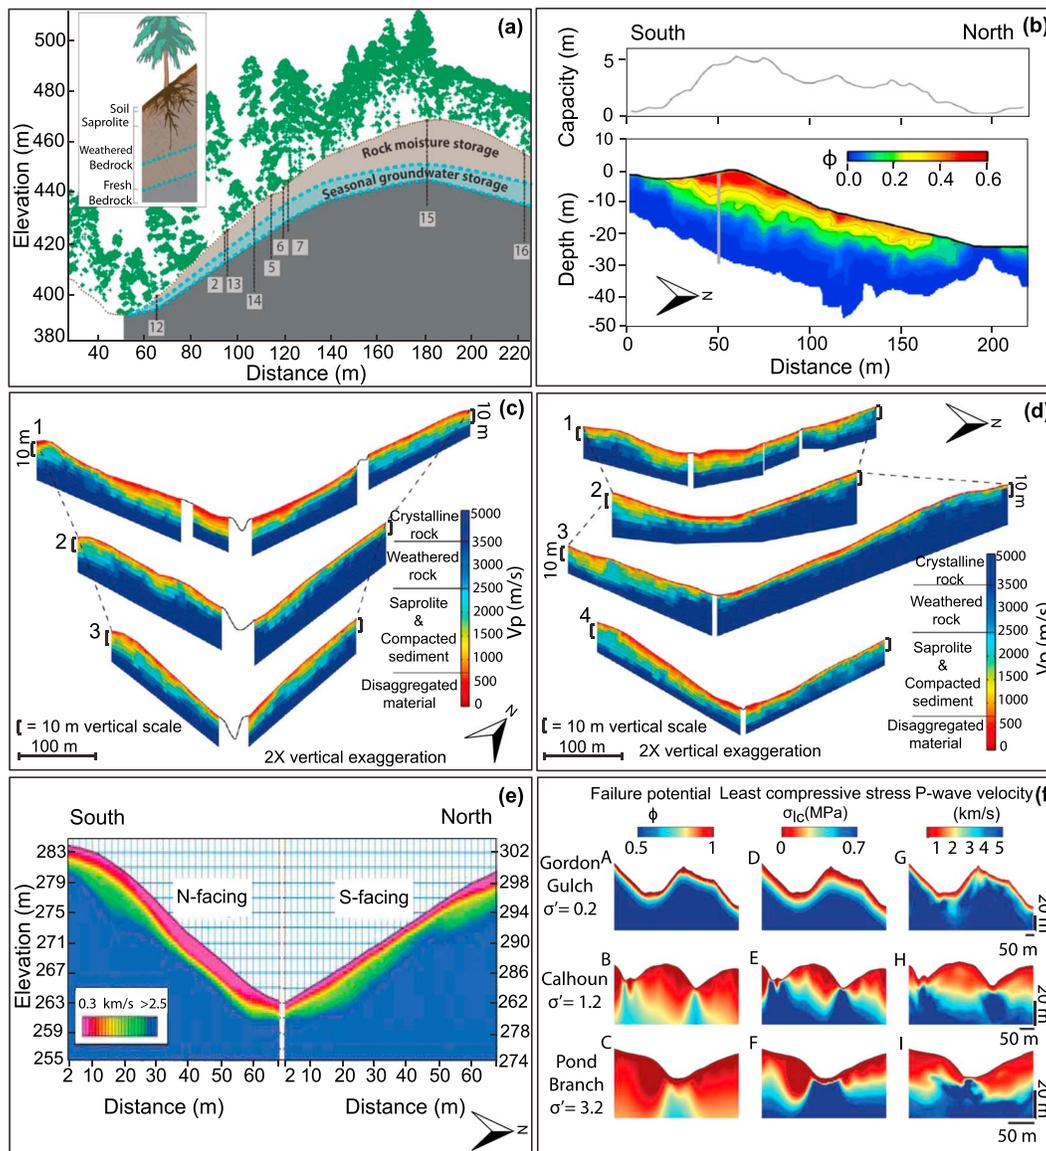 (a)
500
480
460
440
420
400
380
Elevation (m)
Soil
Saprolite
Weathered
Bedrock
Fresh
Bedrock
Rock moisture storage
Seasonal groundwater storage
12
2
13
14
5
6
7
15
16
40 60 80 100 120 140 160 180 200 220
Distance (m)
(b)
South North
Capacity (m)
5
0
10
0
-10
-20
-30
-40
-50
Depth (m)
ϕ
0.0 0.2 0.4 0.6
N
0 50 100 150 200
Distance (m)
(c)
1
10 m
10 m
2
3
Crystalline
rock
Weathered
rock
Saprolite
&
Compacted
sediment
Disaggregated
material
5000
3500
2500
2000
1500
1000
500
0
Vp (m/s)
[ = 10 m vertical scale
100 m
2X vertical exaggeration
N
(d)
N
1
2
3
10 m
10 m
4
Crystalline
rock
Weathered
rock
Saprolite
&
Compacted
sediment
Disaggregated
material
5000
3500
3000
2500
2000
1500
1000
500
0
[ = 10 m vertical scale
100 m
2X vertical exaggeration
(e)
South North
283
279
275
271
267
263
259
255
Elevation (m)
N-facing
S-facing
302
298
294
290
286
262
278
274
0.3 km/s >2.5
2 10 20 30 40 50 60 2 10 20 30 40 50 60
Distance (m) Distance (m)
N
(f)
Failure potential Least compressive stress P-wave velocity
ϕ σlc(MPa) (km/s)
0.5 1 0 0.7 1 2 3 4 5
A D G
Gordon
Gulch
σ'= 0.2
20 m
50 m
B E H
Calhoun
σ'= 1.2
20 m
50 m
C F I
Pond
Branch
σ'= 3.2
20 m
50 m